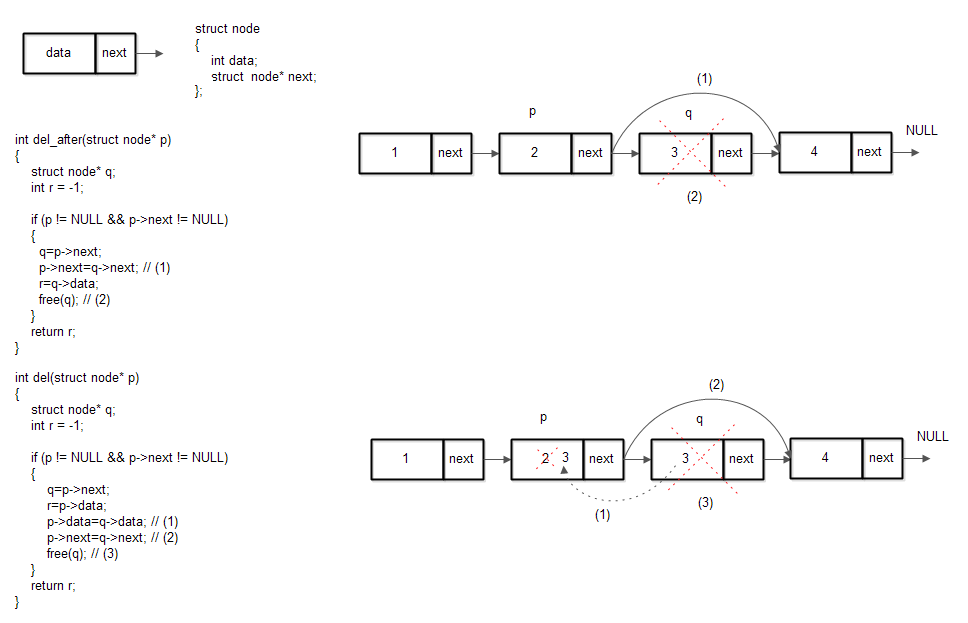 data next
struct node
{
int data;
struct  node* next;
};
int del_after(struct node* p)
{
struct node* q;
int r = -1;
if (p != NULL && p->next != NULL)
{
q=p->next;
p->next=q->next; // (1)
r=q->data;
free(q); // (2)
}
return r;
}
(1)
p q
NULL
1 next 2 next 3 next 4 next
(2)
int del(struct node* p)
{
struct node* q;
int r = -1;
if (p != NULL && p->next != NULL)
{
q=p->next;
r=p->data;
p->data=q->data; // (1)
p->next=q->next; // (2)
free(q); // (3)
}
return r;
}
(2)
p q
NULL
1 next 2 3 next 3 next 4 next
(1) (3)